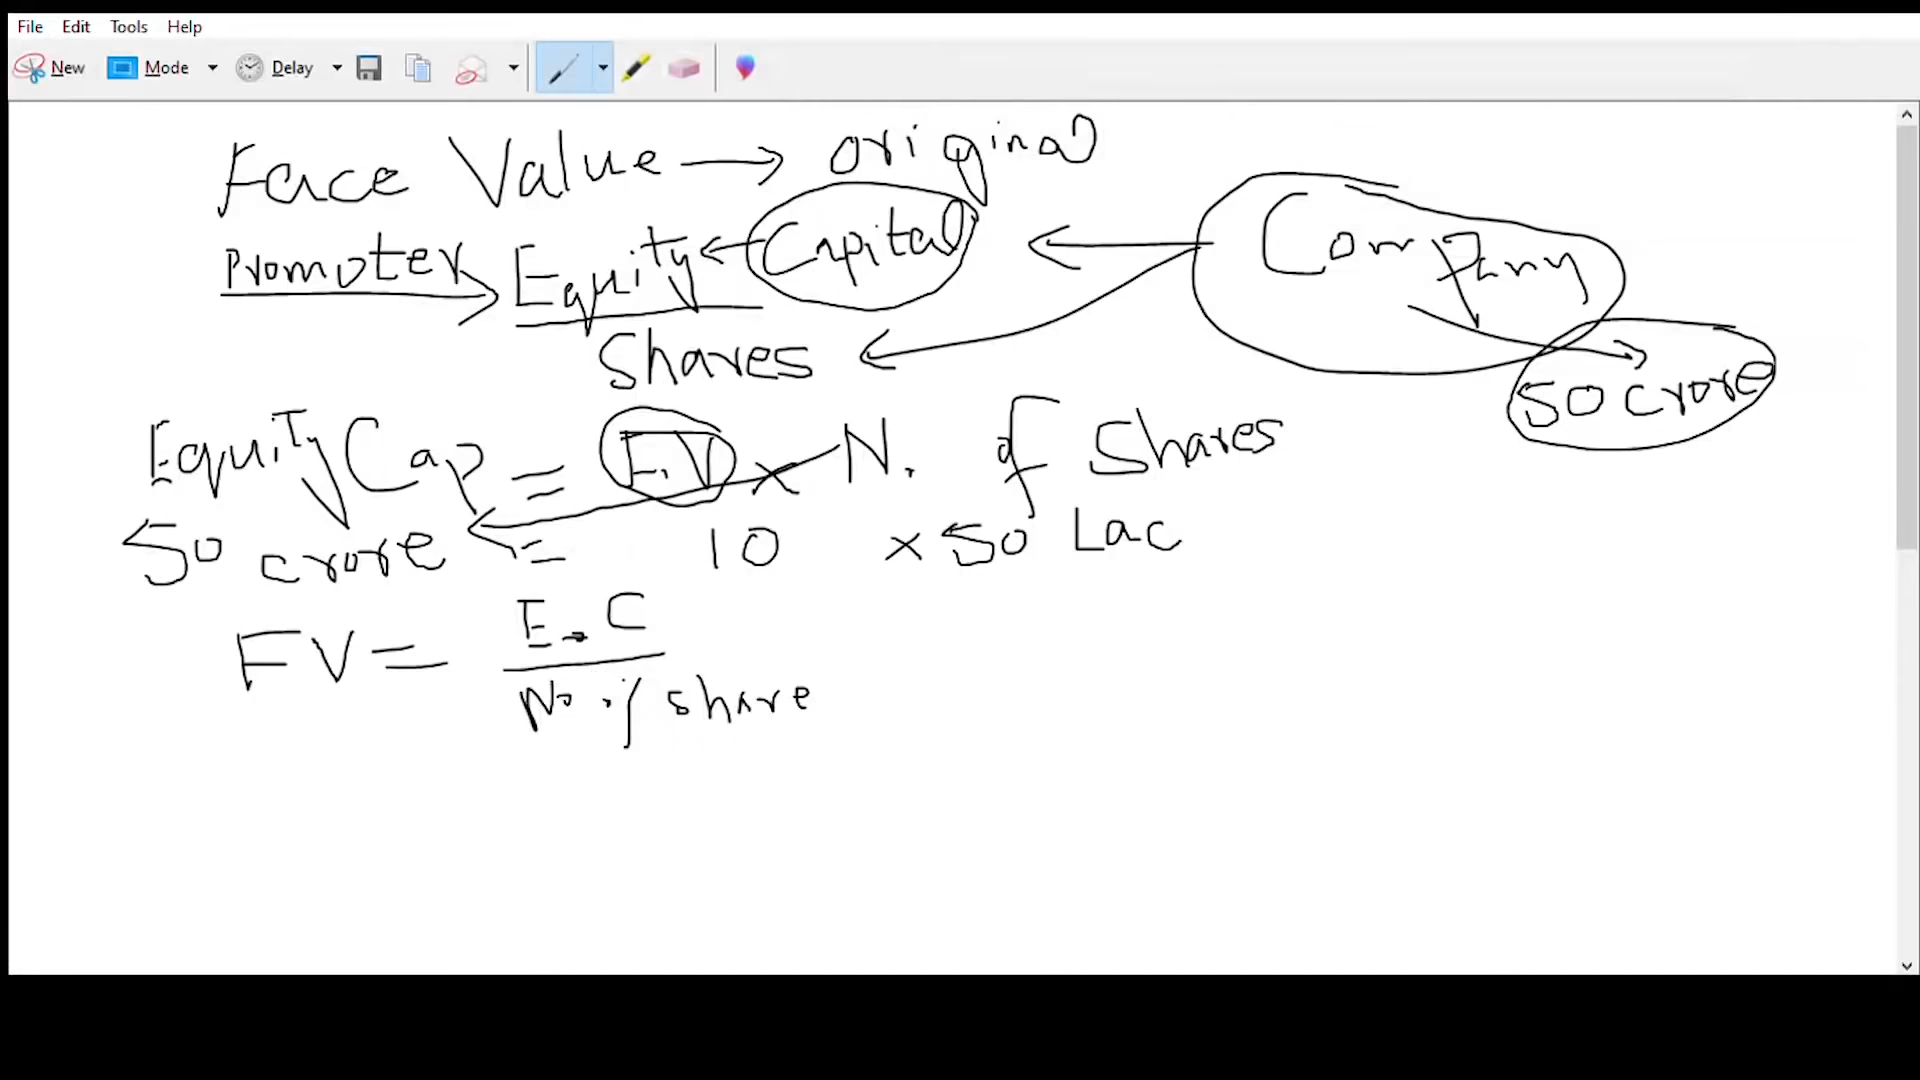 File Edit Tools Help
New Mode Delay
Face Value → original
Promoter → Equity ← Capital ← Company
Shares
50 crore
Equity Cap = F.V × N. of Shares
50 crore = 10 × 50 Lac
FV = E.C
No. of share